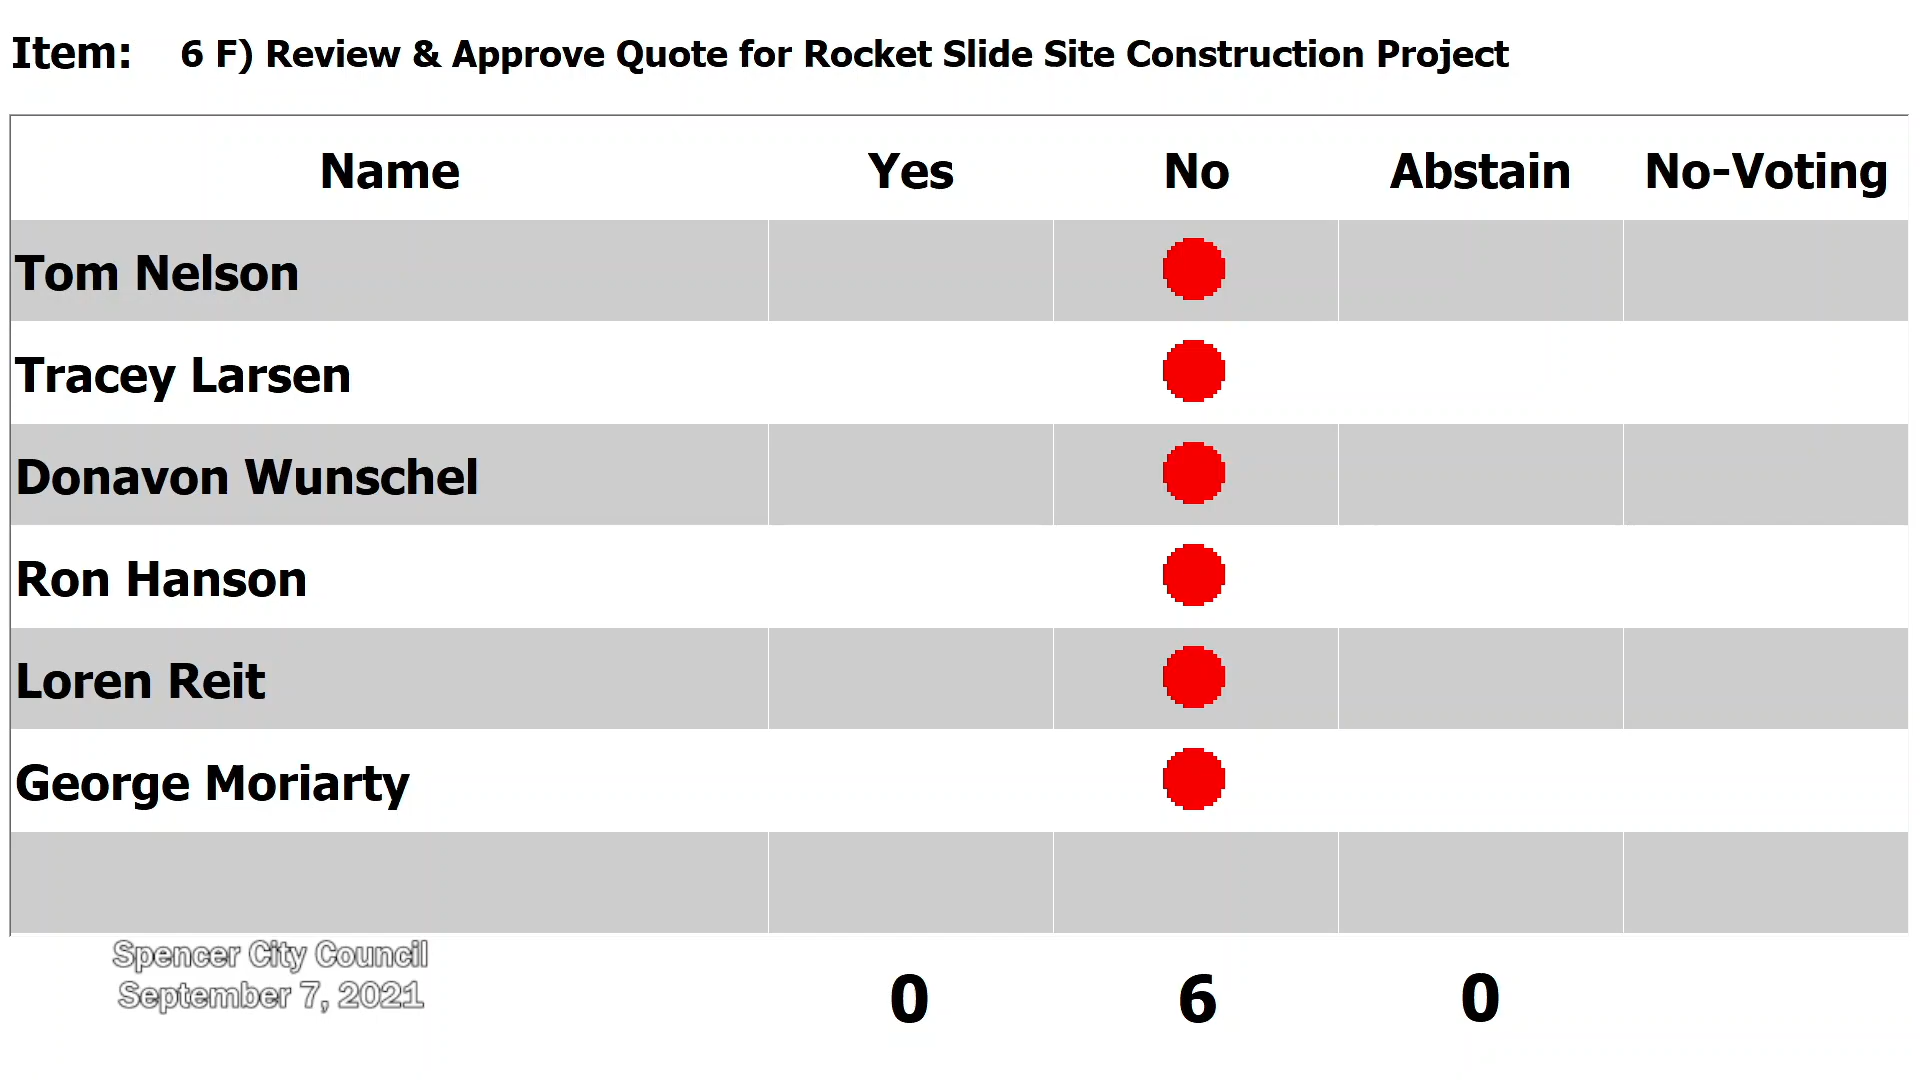 Item: 6 F) Review & Approve Quote for Rocket Slide Site Construction Project
Name Yes No Abstain No-Voting
Tom Nelson
Tracey Larsen
Donavon Wunschel
Ron Hanson
Loren Reit
George Moriarty
Spencer City Council
September 7, 2021
0 6 0